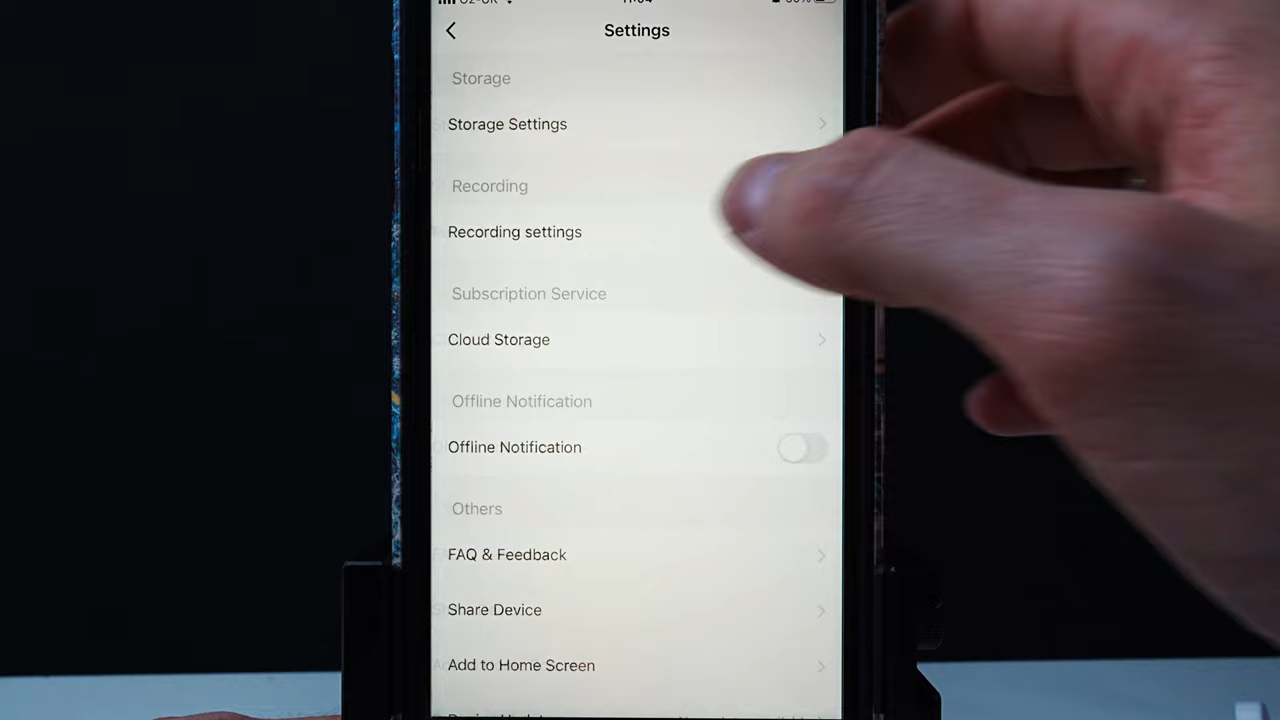 Settings
Storage
Storage Settings
Recording
Recording settings
Subscription Service
Cloud Storage
Offline Notification
Offline Notification
Others
FAQ & Feedback
Share Device
Add to Home Screen